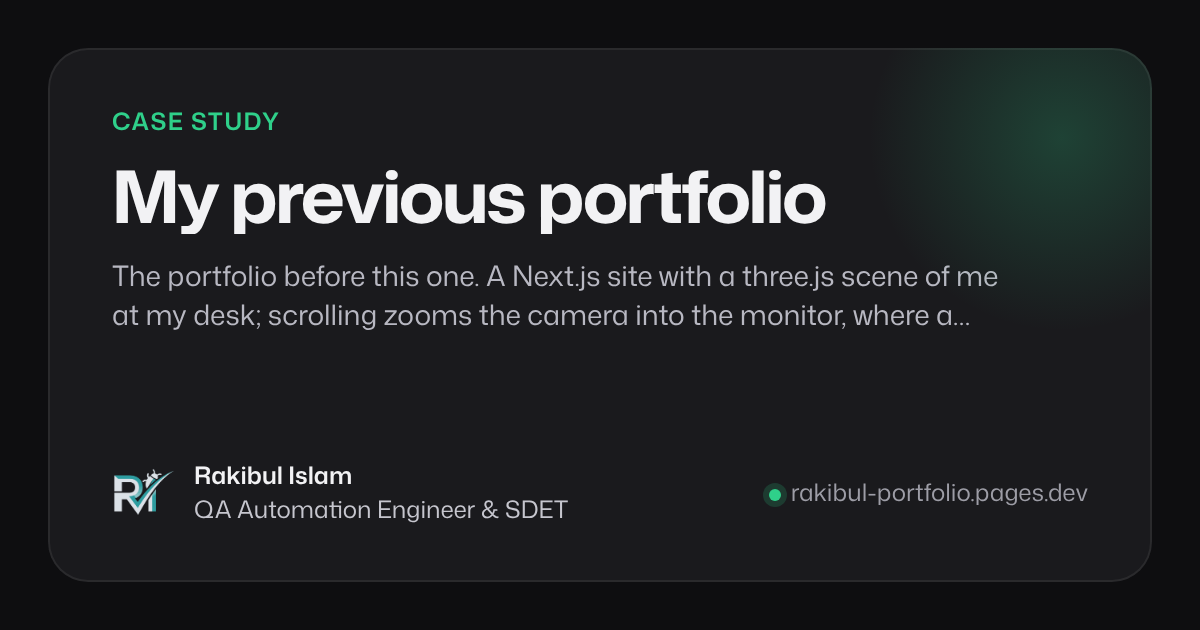 CASE STUDY
My previous portfolio
The portfolio before this one. A Next.js site with a three.js scene of me
at my desk; scrolling zooms the camera into the monitor, where a...
Rakibul Islam
QA Automation Engineer & SDET
rakibul-portfolio.pages.dev